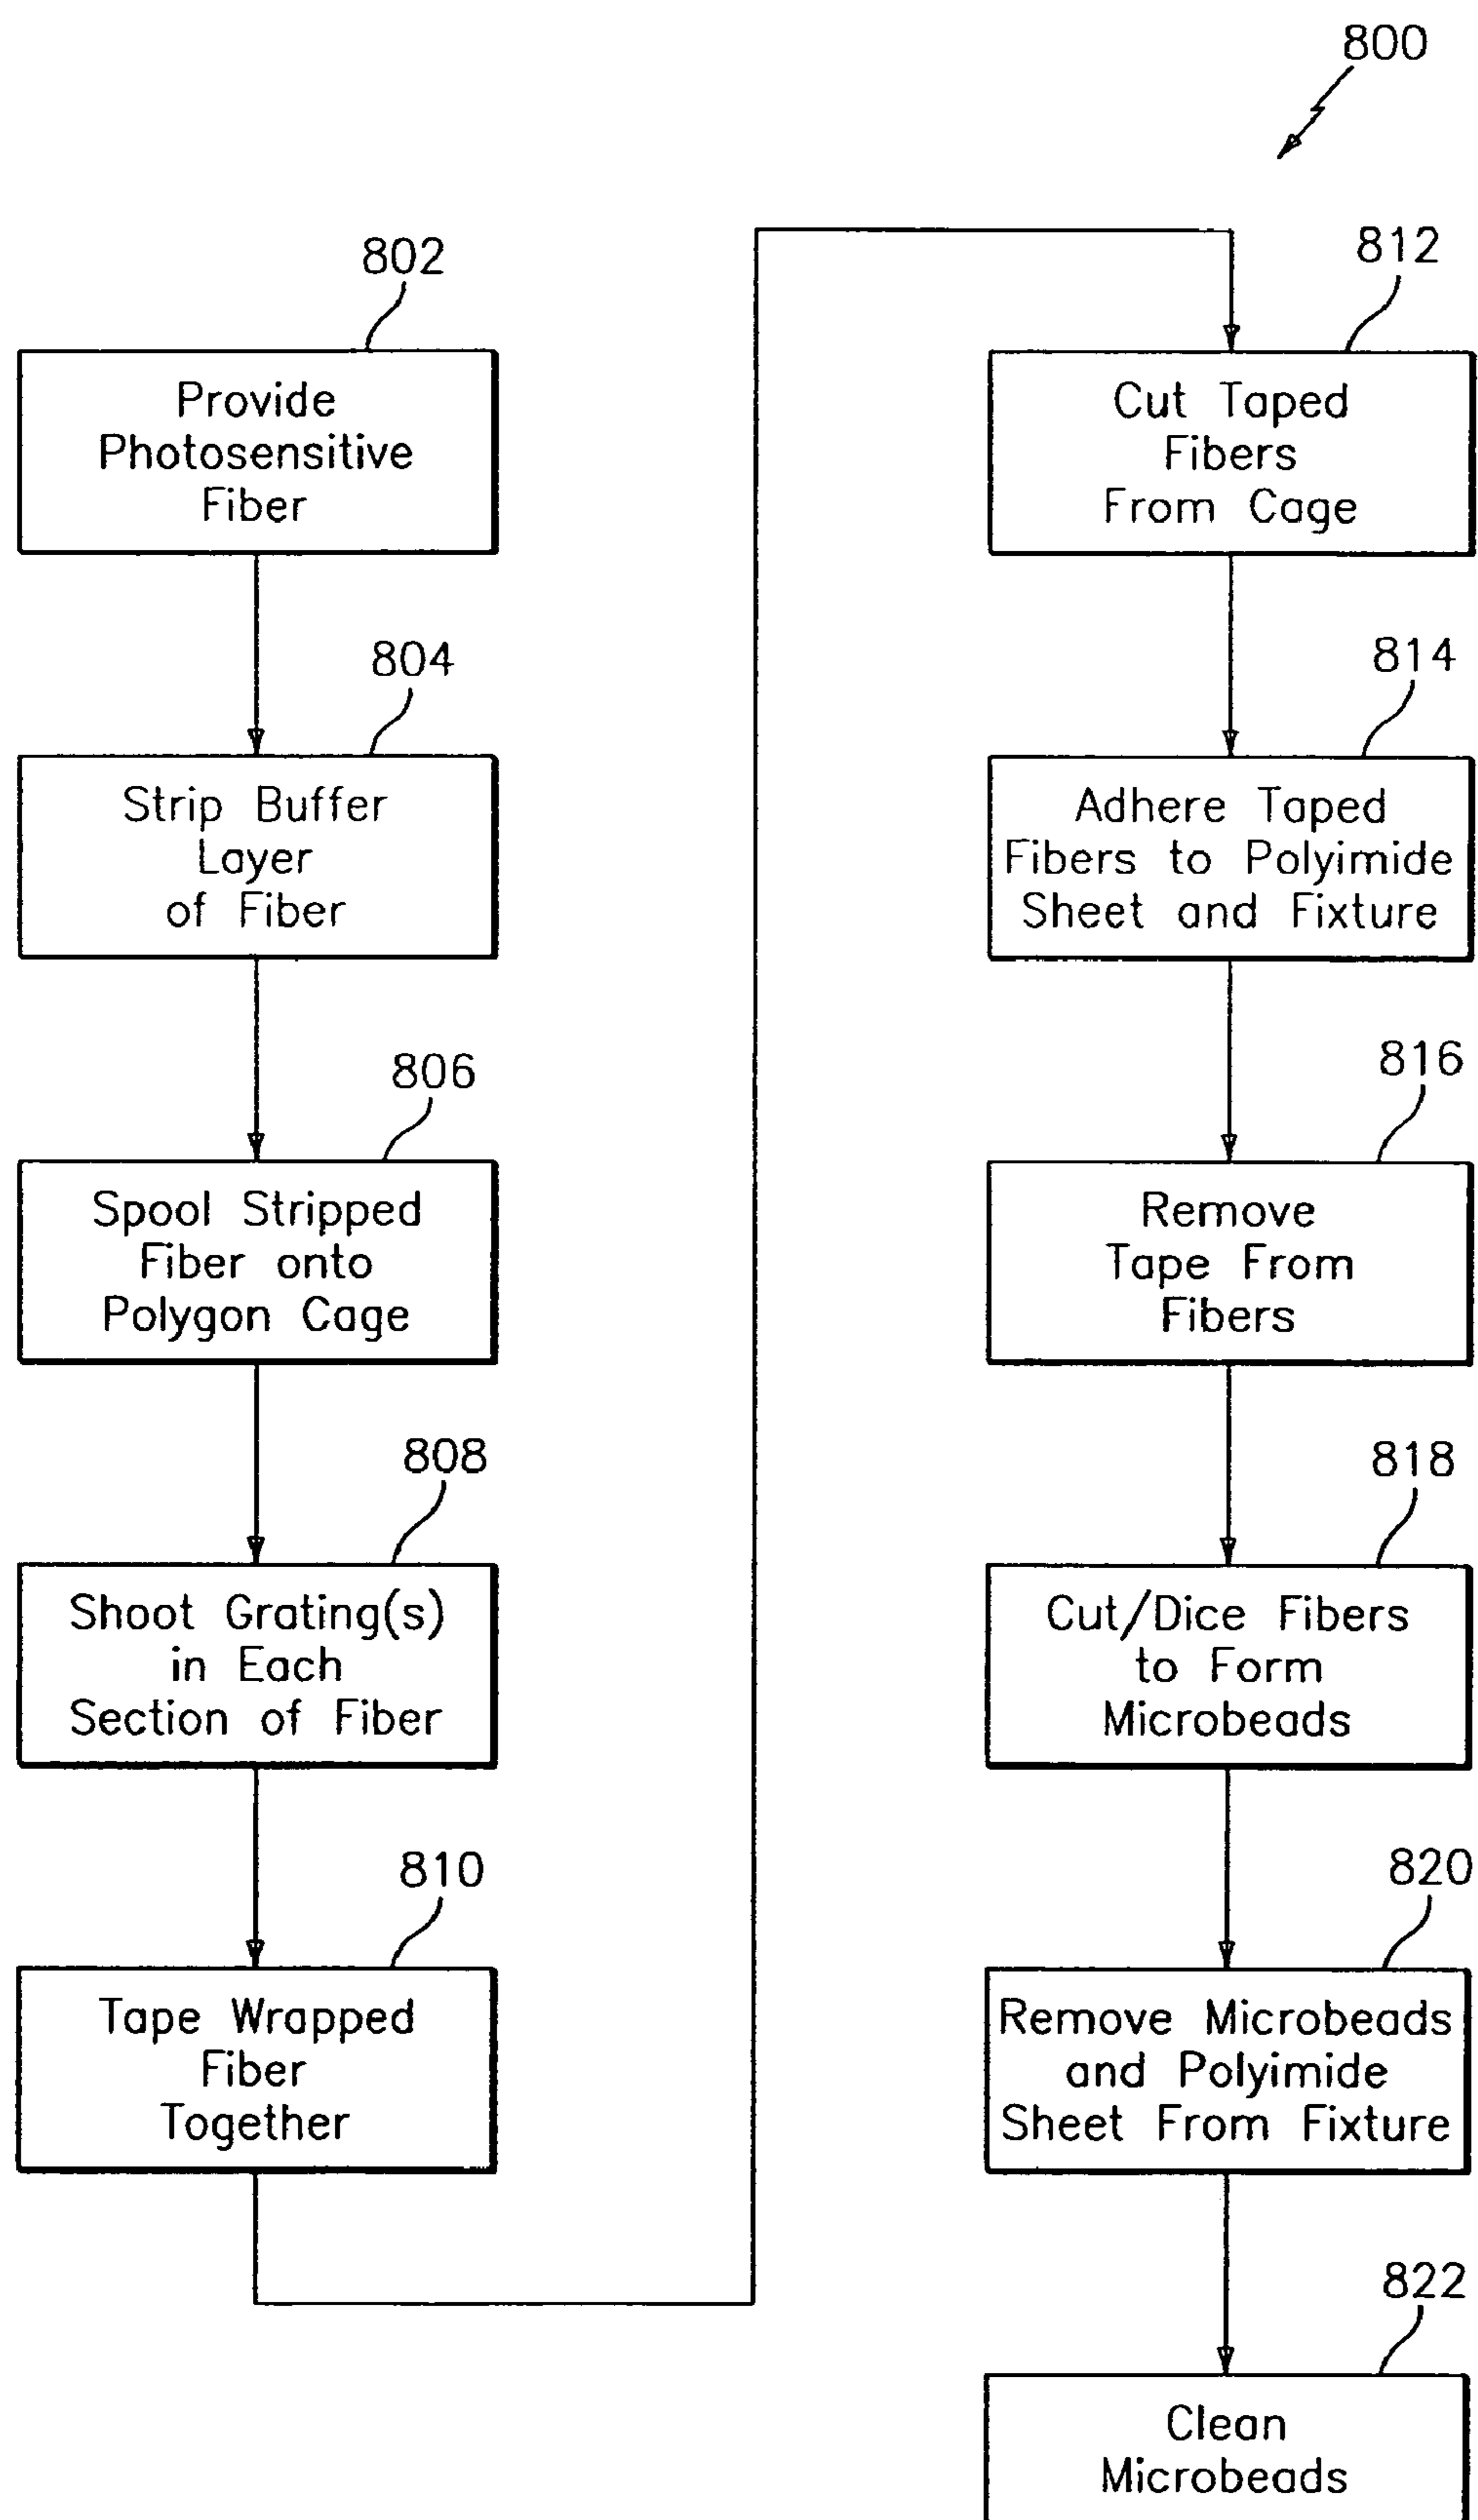 800
802
Provide
Photosensitive
Fiber
804
Strip Buffer
Layer
of Fiber
806
Spool Stripped
Fiber onto
Polygon Cage
808
Shoot Grating(s)
in Each
Section of Fiber
810
Tape Wrapped
Fiber
Together
812
Cut Taped
Fibers
From Cage
814
Adhere Taped
Fibers to Polyimide
Sheet and Fixture
816
Remove
Tape From
Fibers
818
Cut/Dice Fibers
to Form
Microbeads
820
Remove Microbeads
and Polyimide
Sheet From Fixture
822
Clean
Microbeads